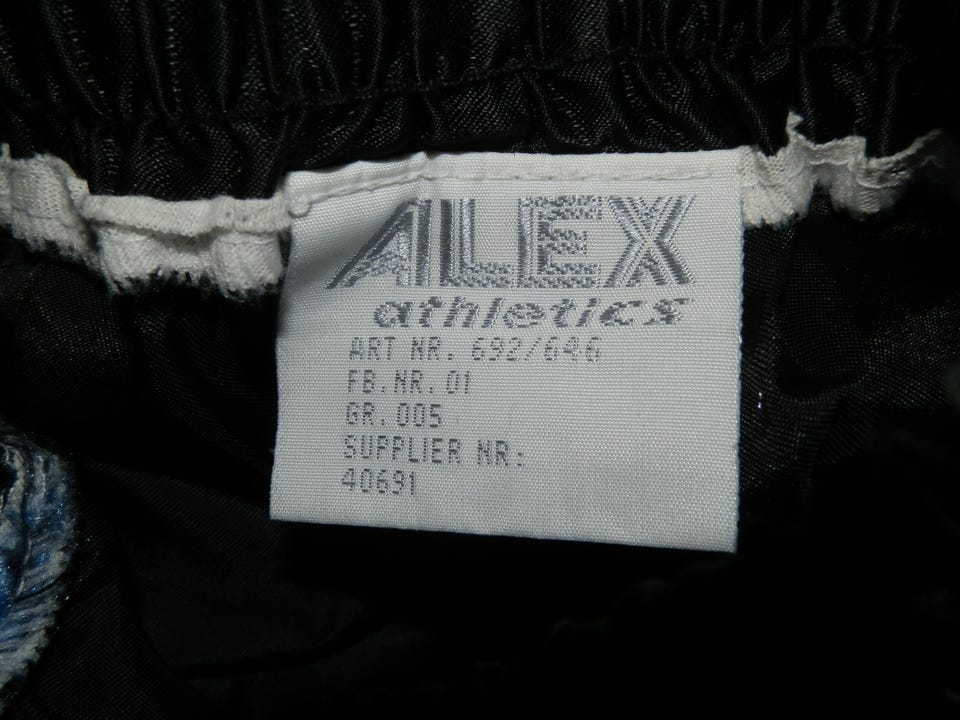 ALEX
athletics
ART NR. 692/646
FB.NR.01
GR.005
SUPPLIER NR:
40691